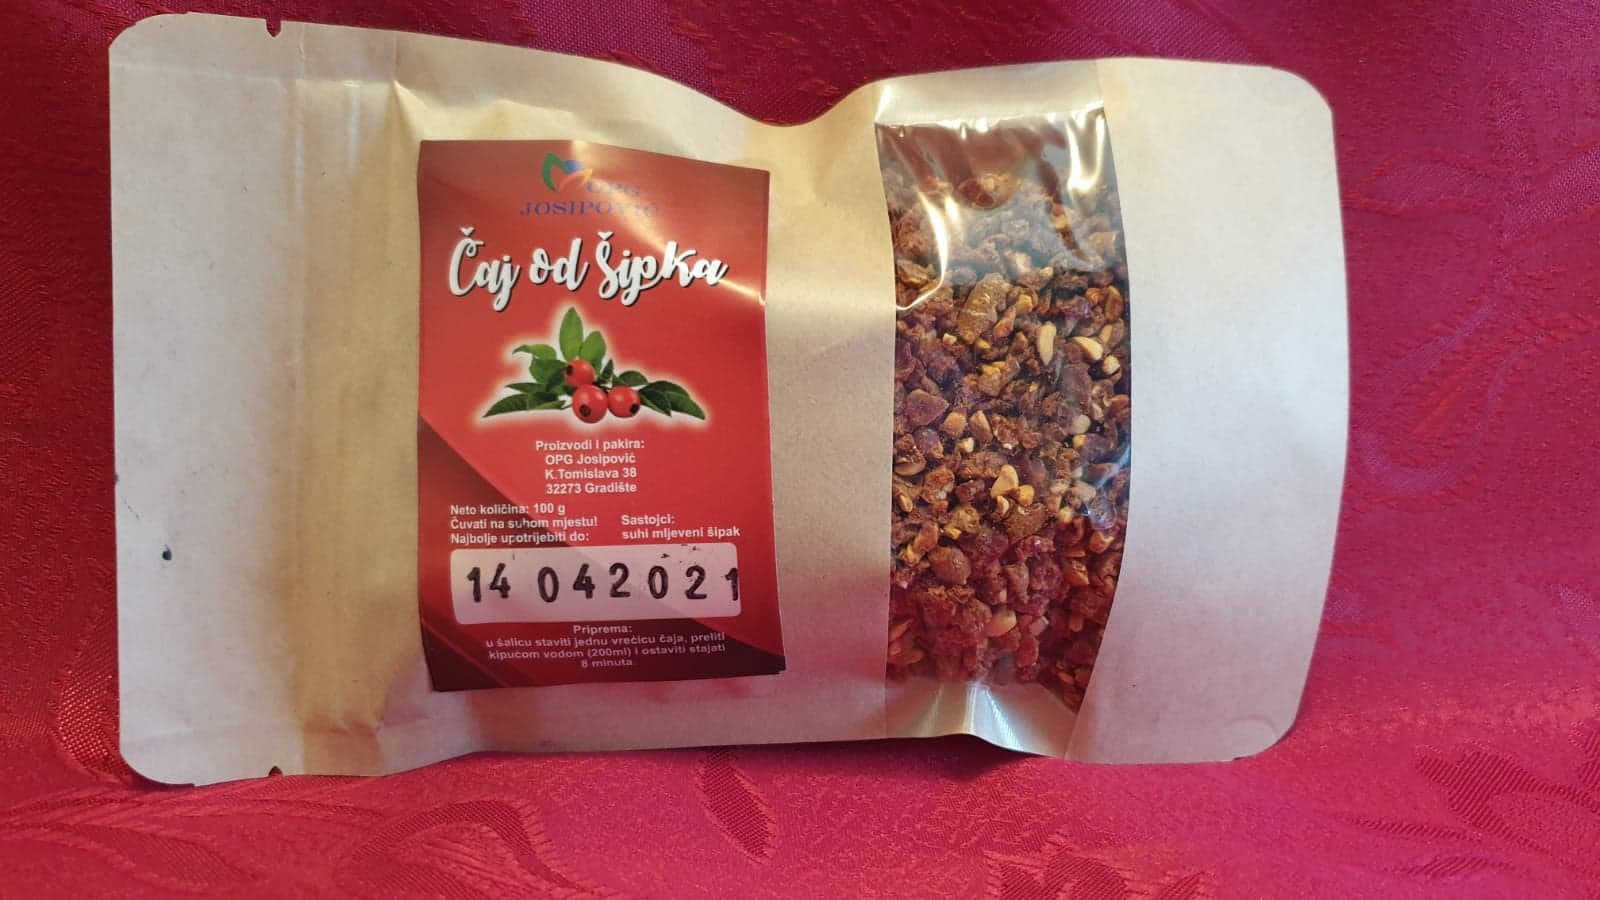 OPG
JOSIPOVIĆ
Čaj od Šipka
Proizvodi i pakira:
OPG Josipović
K.Tomislava 38
32273 Gradište
Neto količina: 100 g
Čuvati na suhom mjestu!
Najbolje upotrijebiti do:
Sastojci:
suhi mljeveni šipak
14 04 2021
Priprema:
u šalicu staviti jednu vrećicu čaja, preliti
kipućom vodom (200ml) i ostaviti stajati
8 minuta.